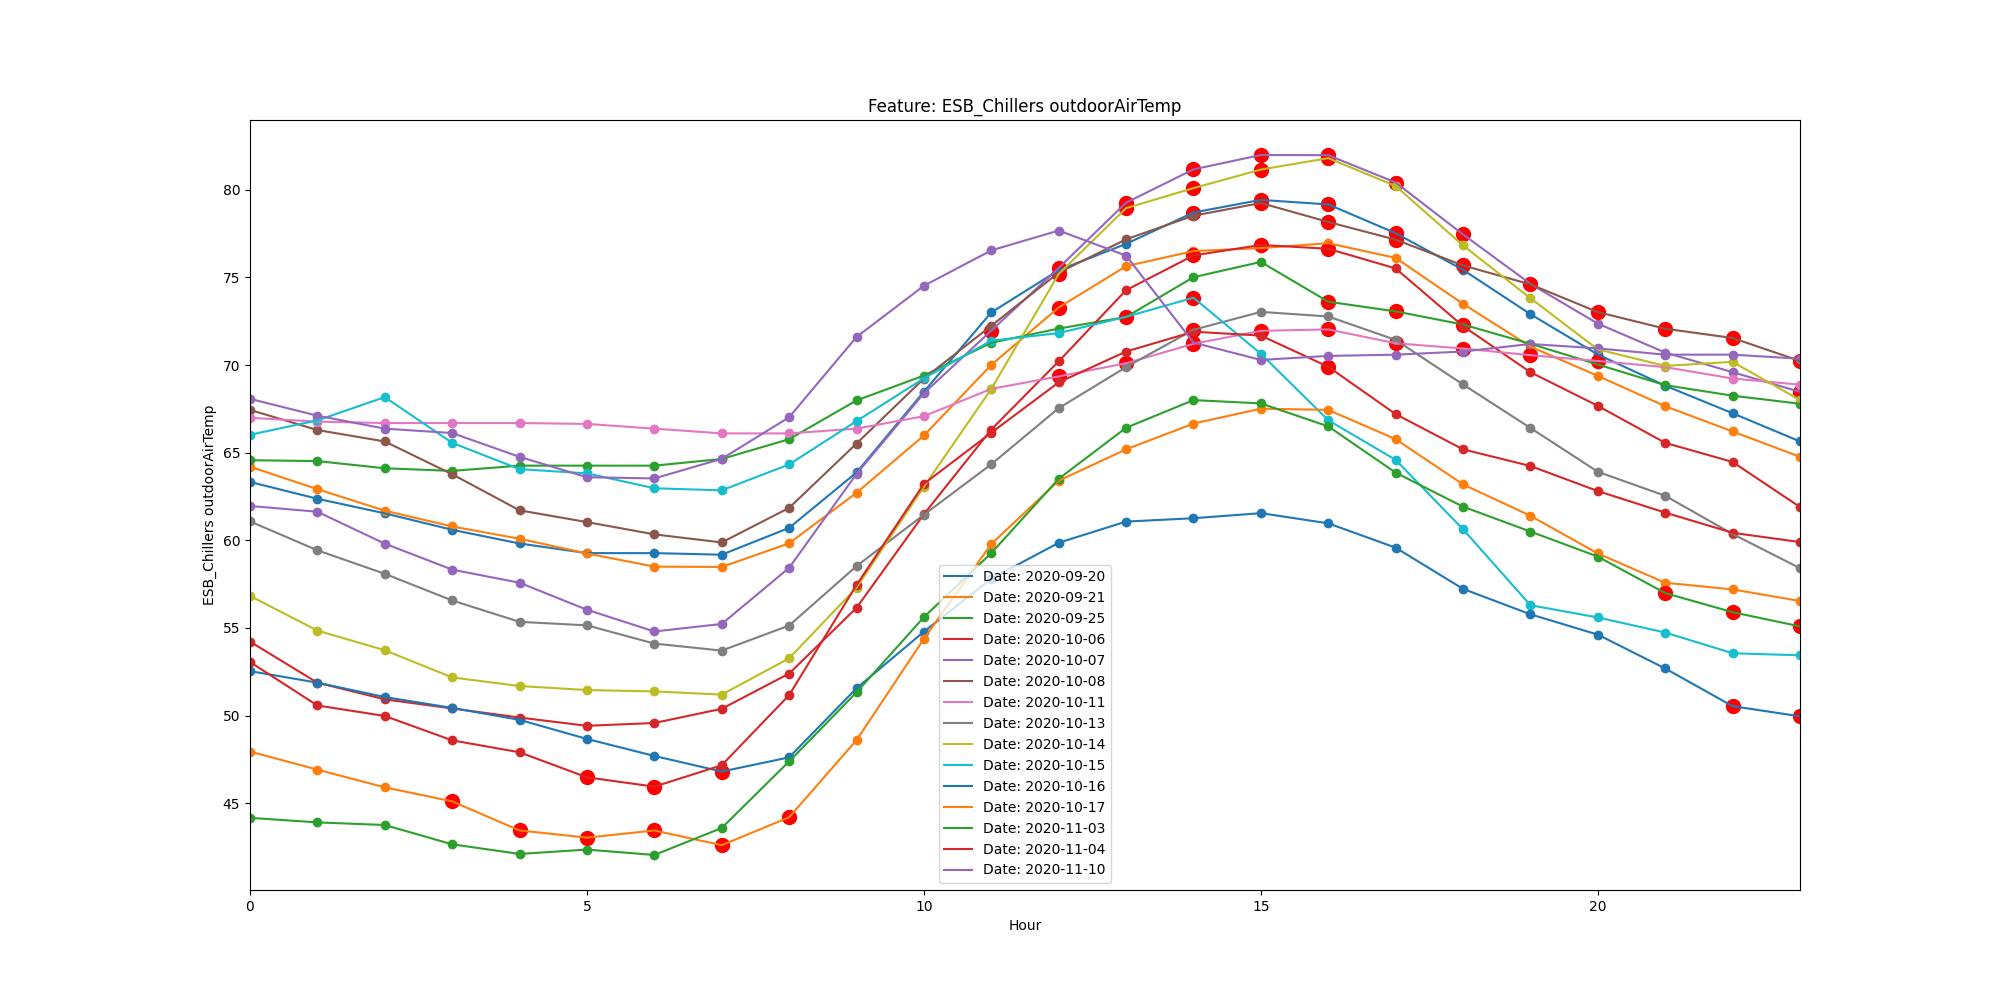 Feature: ESB_Chillers outdoorAirTemp
ESB_Chillers outdoorAirTemp
80
75
70
65
60
55
50
45
Date: 2020-09-20
Date: 2020-09-21
Date: 2020-09-25
Date: 2020-10-06
Date: 2020-10-07
Date: 2020-10-08
Date: 2020-10-11
Date: 2020-10-13
Date: 2020-10-14
Date: 2020-10-15
Date: 2020-10-16
Date: 2020-10-17
Date: 2020-11-03
Date: 2020-11-04
Date: 2020-11-10
0 5 10 15 20
Hour